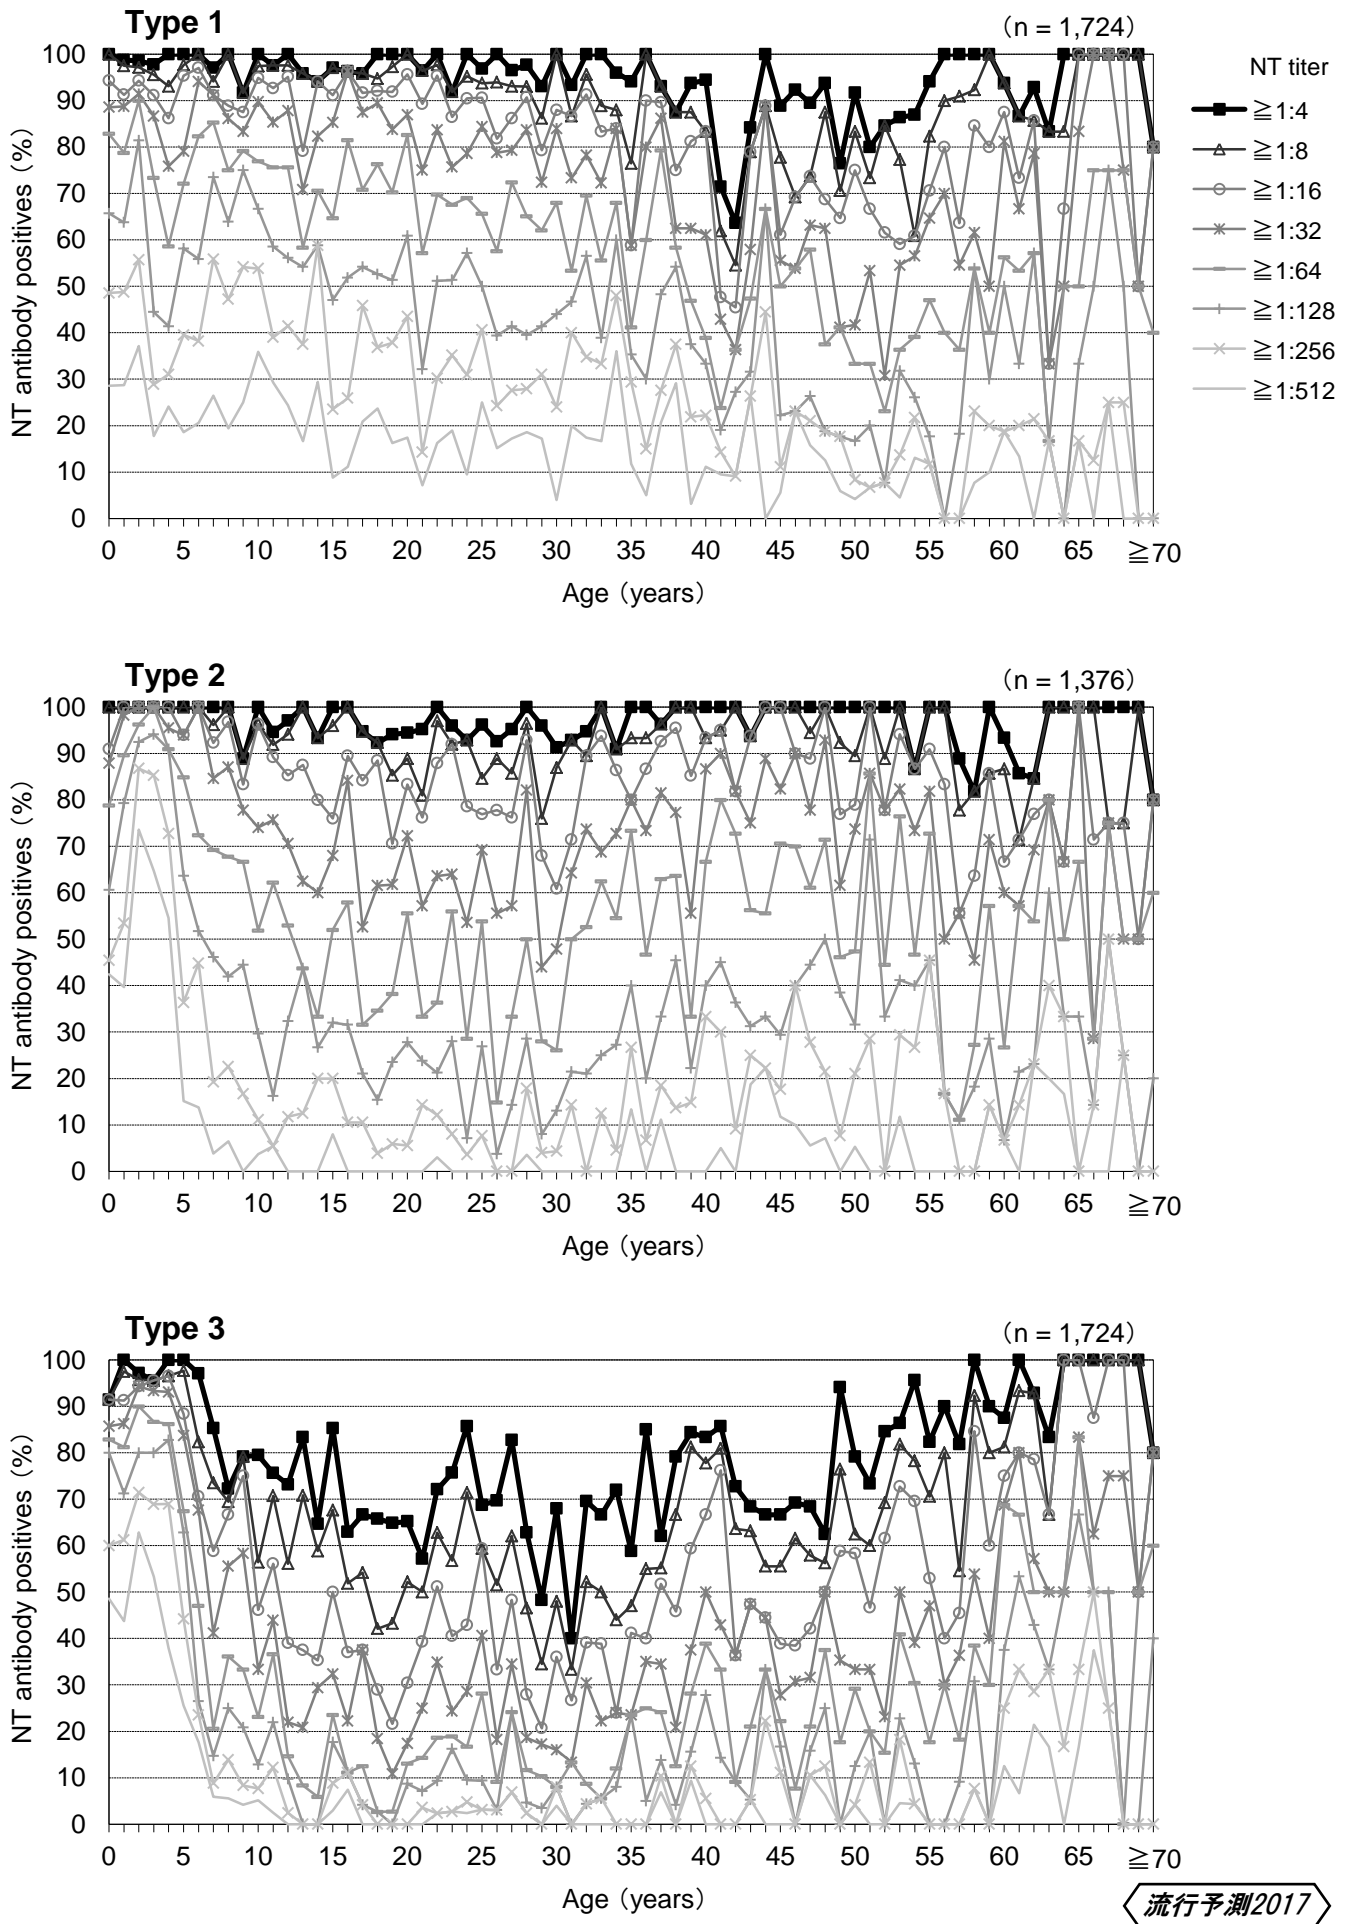 Type 1
（n = 1,724）
NT titer
≧1:4
≧1:8
≧1:16
≧1:32
≧1:64
≧1:128
≧1:256
≧1:512
NT antibody positives（%）
100
90
80
70
60
50
40
30
20
10
0
0 5 10 15 20 25 30 35 40 45 50 55 60 65 ≧70
Age（years）
Type 2
（n = 1,376）
NT antibody positives（%）
100
90
80
70
60
50
40
30
20
10
0
0 5 10 15 20 25 30 35 40 45 50 55 60 65 ≧70
Age（years）
Type 3
（n = 1,724）
NT antibody positives（%）
100
90
80
70
60
50
40
30
20
10
0
0 5 10 15 20 25 30 35 40 45 50 55 60 65 ≧70
Age（years）
流行予測2017